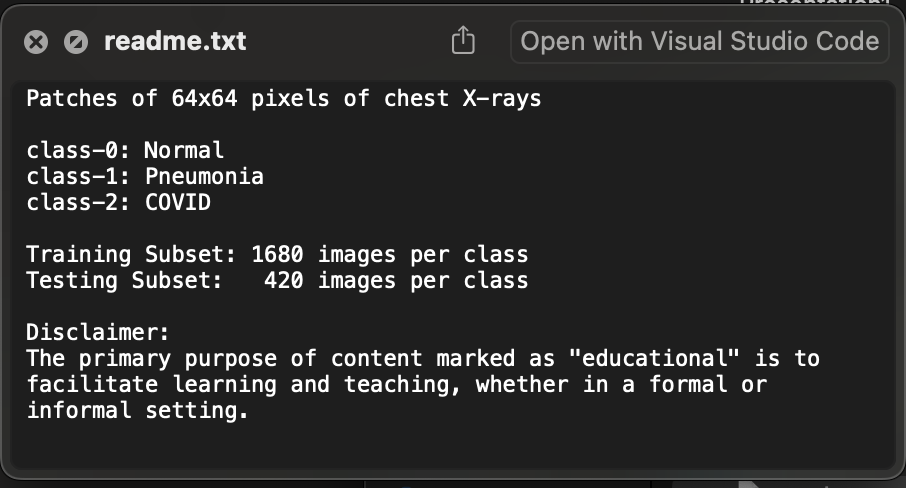 readme.txt
Open with Visual Studio Code
Patches of 64x64 pixels of chest X-rays
class-0: Normal
class-1: Pneumonia
class-2: COVID
Training Subset: 1680 images per class
Testing Subset:   420 images per class
Disclaimer:
The primary purpose of content marked as "educational" is to
facilitate learning and teaching, whether in a formal or
informal setting.